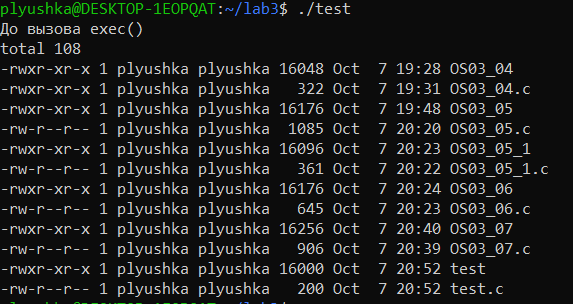 plyushka@DESKTOP-1EOPQAT:~/lab3$ ./test
До вызова exec()
total 108
-rwxr-xr-x 1 plyushka plyushka 16048 Oct  7 19:28 OS03_04
-rw-r--r-- 1 plyushka plyushka   322 Oct  7 19:31 OS03_04.c
-rwxr-xr-x 1 plyushka plyushka 16176 Oct  7 19:48 OS03_05
-rw-r--r-- 1 plyushka plyushka  1085 Oct  7 20:20 OS03_05.c
-rwxr-xr-x 1 plyushka plyushka 16096 Oct  7 20:23 OS03_05_1
-rw-r--r-- 1 plyushka plyushka   361 Oct  7 20:22 OS03_05_1.c
-rwxr-xr-x 1 plyushka plyushka 16176 Oct  7 20:24 OS03_06
-rw-r--r-- 1 plyushka plyushka   645 Oct  7 20:23 OS03_06.c
-rwxr-xr-x 1 plyushka plyushka 16256 Oct  7 20:40 OS03_07
-rw-r--r-- 1 plyushka plyushka   906 Oct  7 20:39 OS03_07.c
-rwxr-xr-x 1 plyushka plyushka 16000 Oct  7 20:52 test
-rw-r--r-- 1 plyushka plyushka   200 Oct  7 20:52 test.c